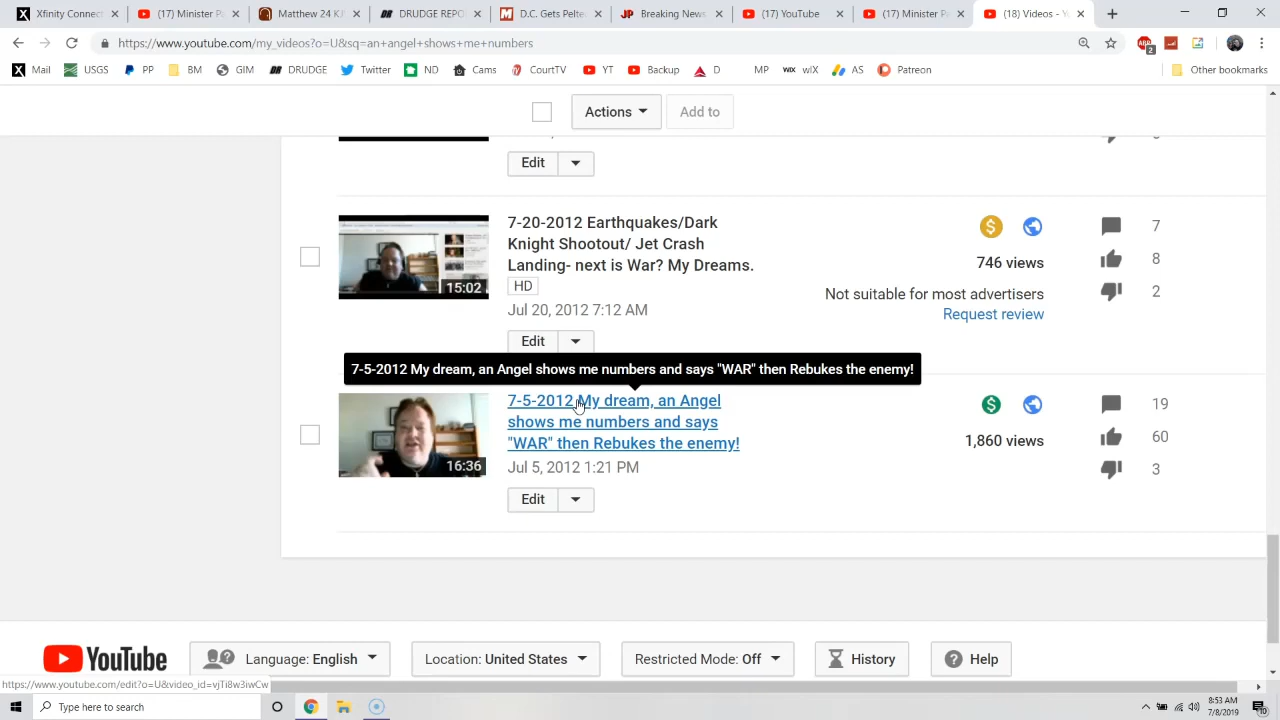 Xfinity Connect
(17) Minister Pa
Matthew 24 KJ
DRUDGE REPO
D.C. Gets Pelte
Breaking News
(17) YouTube
(17) Minister Pa
(18) Videos - Yo
https://www.youtube.com/my_videos?o=U&sq=an+angel+shows+me+numbers
Mail USGS PP BM GIM DRUDGE Twitter ND Cams CourtTV YT Backup D MP WIX wIX AS Patreon Other bookmarks
Actions Add to
Edit
7-20-2012 Earthquakes/Dark
Knight Shootout/ Jet Crash
Landing- next is War? My Dreams.
HD
Jul 20, 2012 7:12 AM
15:02
746 views
Not suitable for most advertisers
Request review
7
8
2
Edit
7-5-2012 My dream, an Angel shows me numbers and says "WAR" then Rebukes the enemy!
7-5-2012 My dream, an Angel
shows me numbers and says
"WAR" then Rebukes the enemy!
Jul 5, 2012 1:21 PM
16:36
1,860 views
19
60
3
Edit
YouTube
Language: English
Location: United States
Restricted Mode: Off
History
Help
https://www.youtube.com/edit?o=U&video_id=vjTi8w3iwCw
Type here to search
8:53 AM
7/8/2019